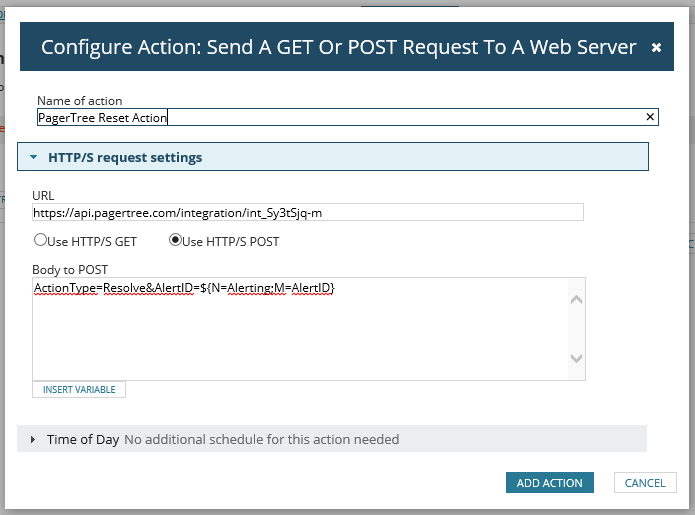 Configure Action: Send A GET Or POST Request To A Web Server ×
Name of action
PagerTree Reset Action ×
HTTP/S request settings
URL
https://api.pagertree.com/integration/int_Sy3tSjq-m
Use HTTP/S GET Use HTTP/S POST
Body to POST
ActionType=Resolve&AlertID=${N=Alerting;M=AlertID}
INSERT VARIABLE
Time of Day No additional schedule for this action needed
ADD ACTION CANCEL